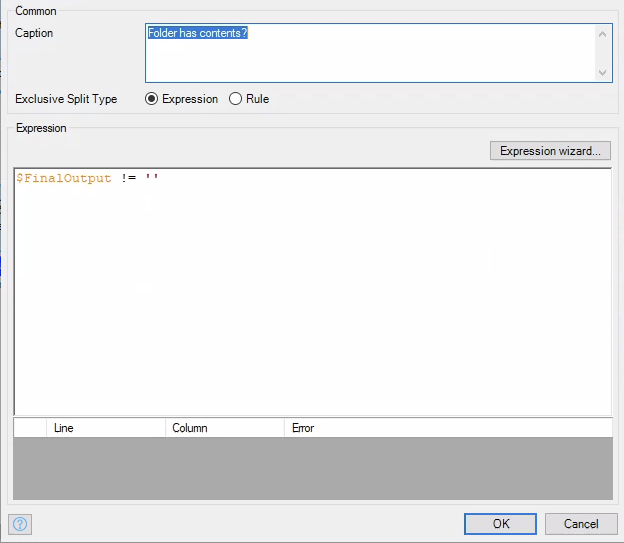 Common
Caption
Folder has contents?
Exclusive Split Type
Expression
Rule
Expression
Expression wizard...
$FinalOutput != ''
Line
Column
Error
?
OK
Cancel